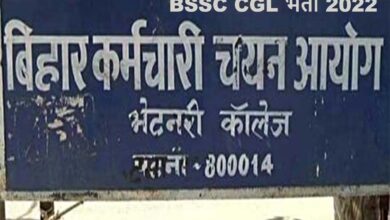 BSSC CGL भर्ती 2022
बिहार कर्मचारी चयन आयोग
भेटनरी कॉलेज
पटना - 800014